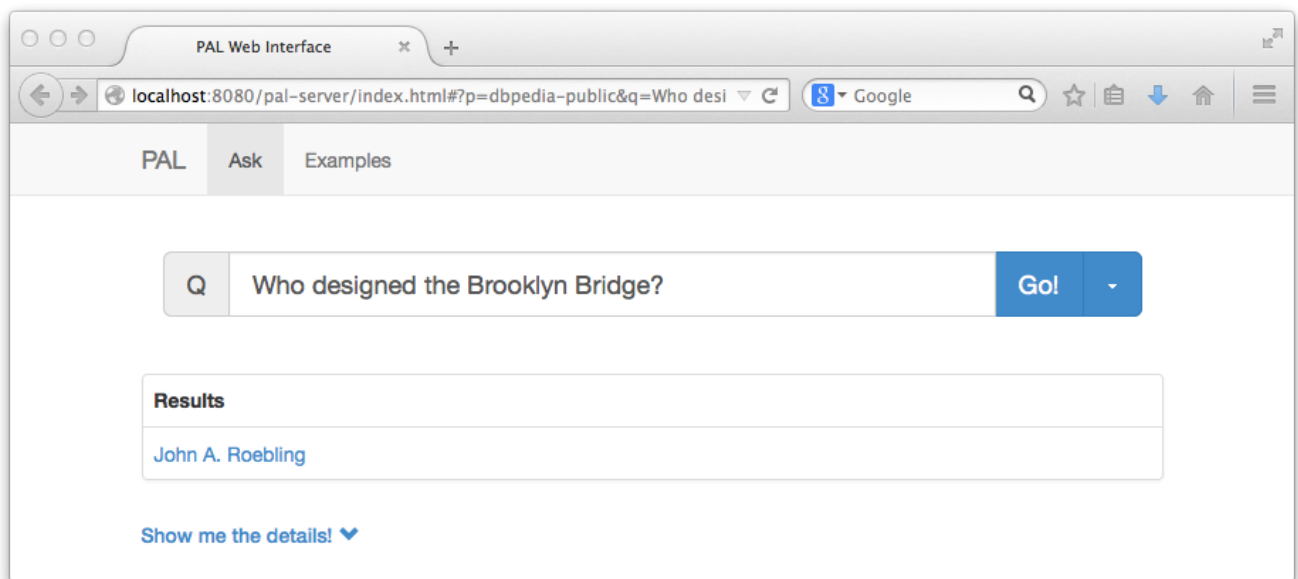 PAL Web Interface
localhost:8080/pal-server/index.html#?p=dbpedia-public&q=Who desi
8 Google
PAL Ask Examples
Q Who designed the Brooklyn Bridge? Go!
Results
John A. Roebling
Show me the details!